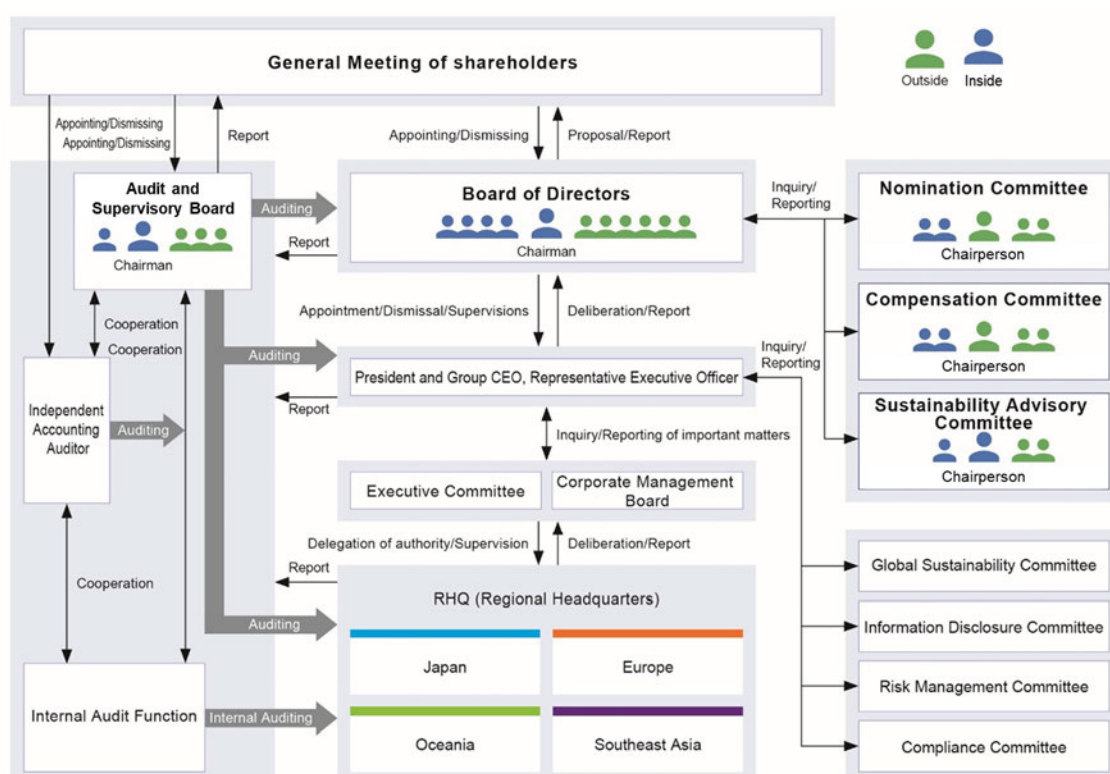 General Meeting of shareholders
Outside
Inside
Appointing/Dismissing
Appointing/Dismissing
Report
Appointing/Dismissing
Proposal/Report
Audit and
Supervisory Board
Chairman
Auditing
Report
Board of Directors
Chairman
Inquiry/
Reporting
Nomination Committee
Chairperson
Compensation Committee
Chairperson
Sustainability Advisory
Committee
Chairperson
Cooperation
Cooperation
Appointment/Dismissal/Supervisions
Deliberation/Report
Auditing
President and Group CEO, Representative Executive Officer
Inquiry/
Reporting
Report
Independent
Accounting
Auditor
Auditing
Inquiry/Reporting of important matters
Executive Committee
Corporate Management
Board
Delegation of authority/Supervision
Deliberation/Report
Report
Cooperation
RHQ (Regional Headquarters)
Auditing
Japan
Europe
Oceania
Southeast Asia
Internal Audit Function
Internal Auditing
Global Sustainability Committee
Information Disclosure Committee
Risk Management Committee
Compliance Committee